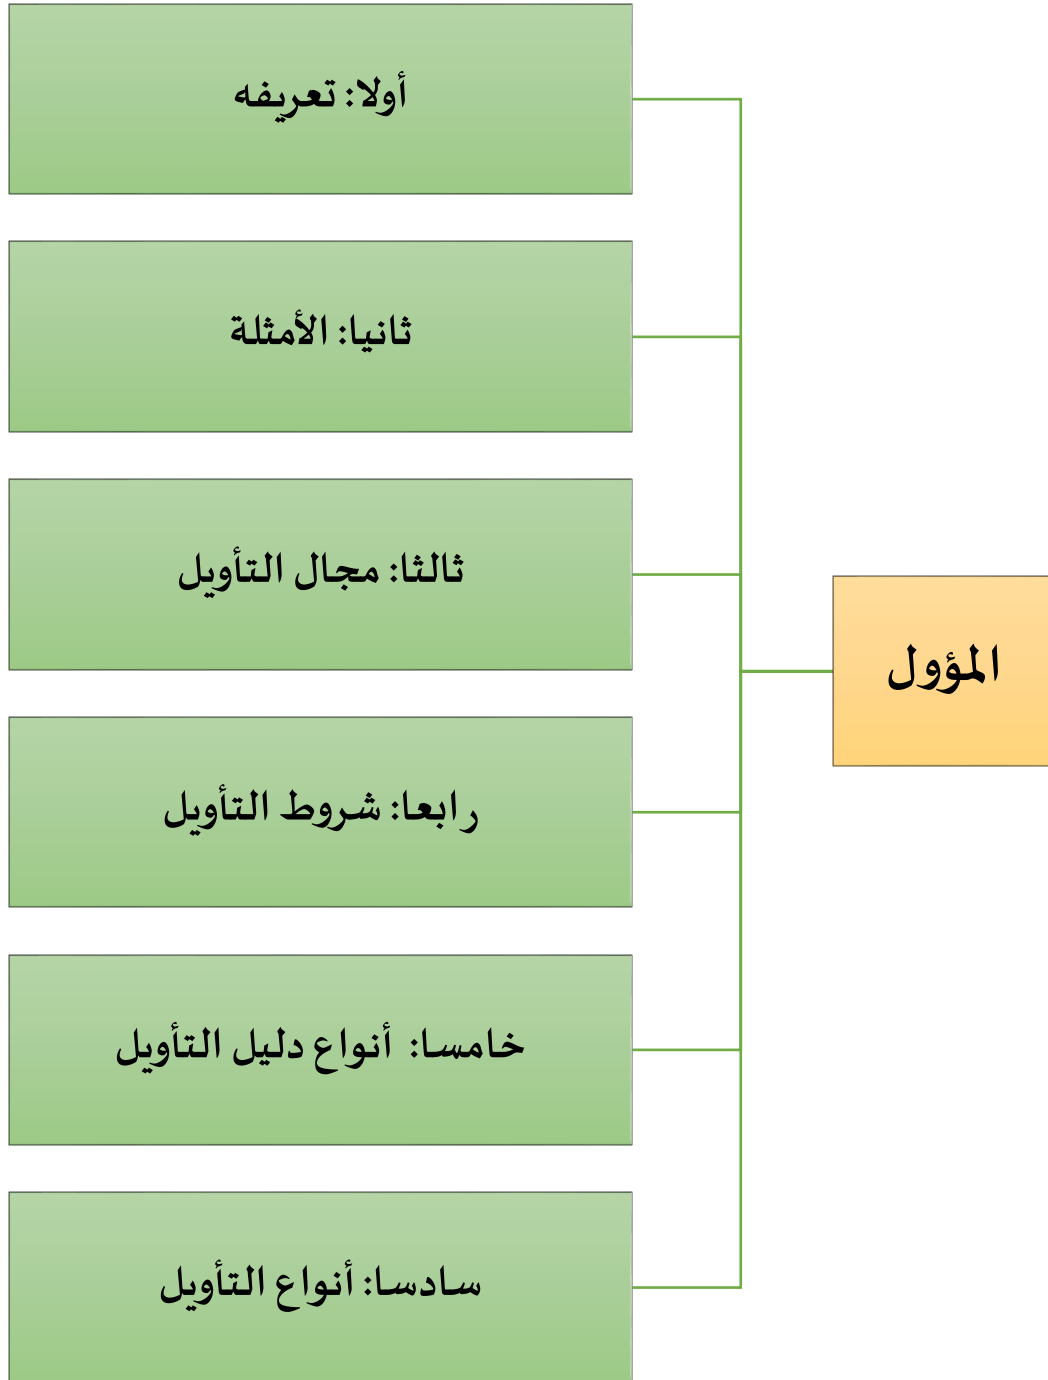 المؤول
أولا: تعريفه
ثانيا: الأمثلة
ثالثا: مجال التأويل
رابعا: شروط التأويل
خامسا: أنواع دليل التأويل
سادسا: أنواع التأويل